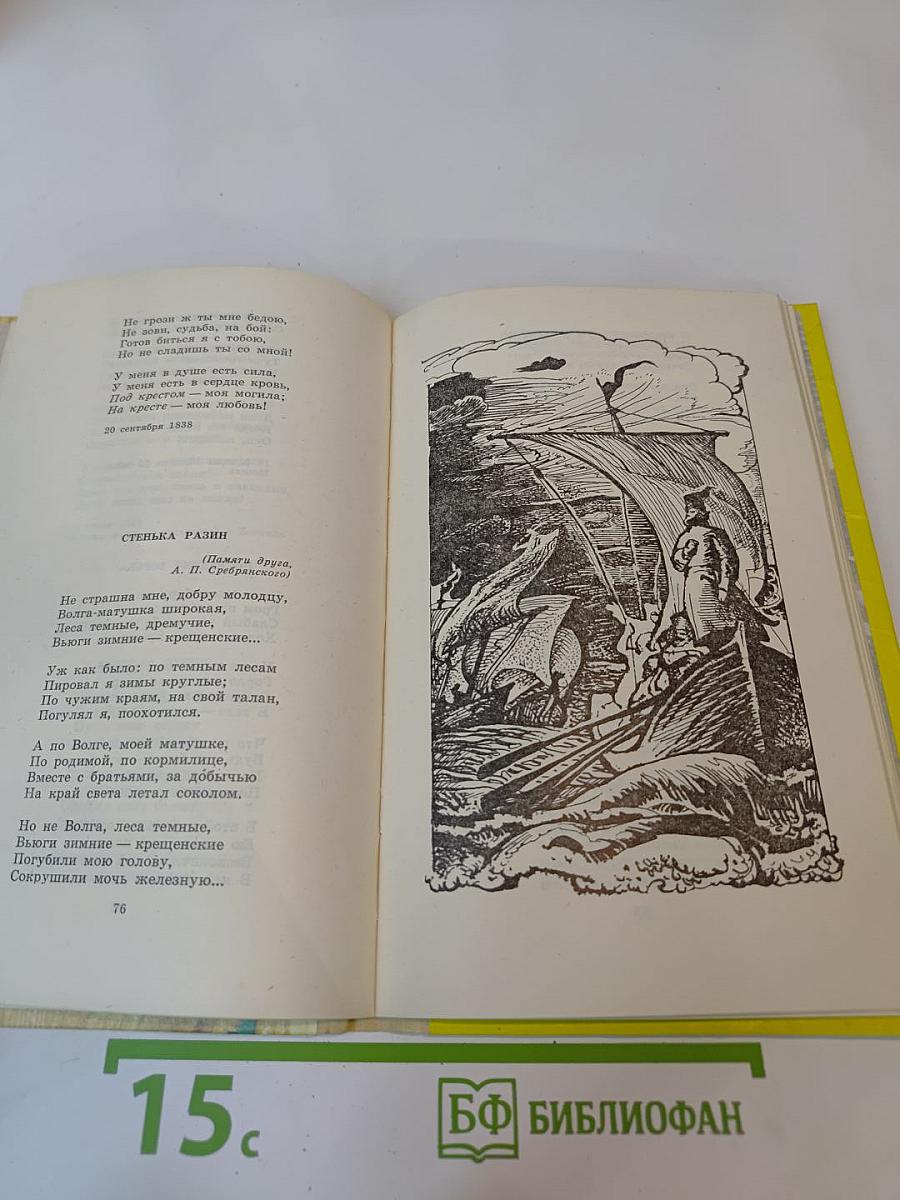 Не грози ж ты мне бедою,
Не зови, судьба, на бой:
Готов биться я с тобою,
Но не сладишь ты со мной!
У меня в душе есть сила,
У меня есть в сердце кровь,
Под крестом — моя могила;
На кресте — моя любовь!
20 сентября 1838
СТЕНЬКА РАЗИН
(Памяти друга,
А. П. Сребрянского)
Не страшна мне, добру молодцу,
Волга-матушка широкая,
Леса темные, дремучие,
Вьюги зимние — крещенские...
Уж как было: по темным лесам
Пировал я зимы круглые;
По чужим краям, на свой талан,
Погулял я, поохотился.
А по Волге, моей матушке,
По родимой, по кормилице,
Вместе с братьями, за до́бычью
На край света летал соколом.
Но не Волга, леса темные,
Вьюги зимние — крещенские
Погубили мою голову,
Сокрушили мочь железную...
76
15 с
БФ БИБЛИОФАН